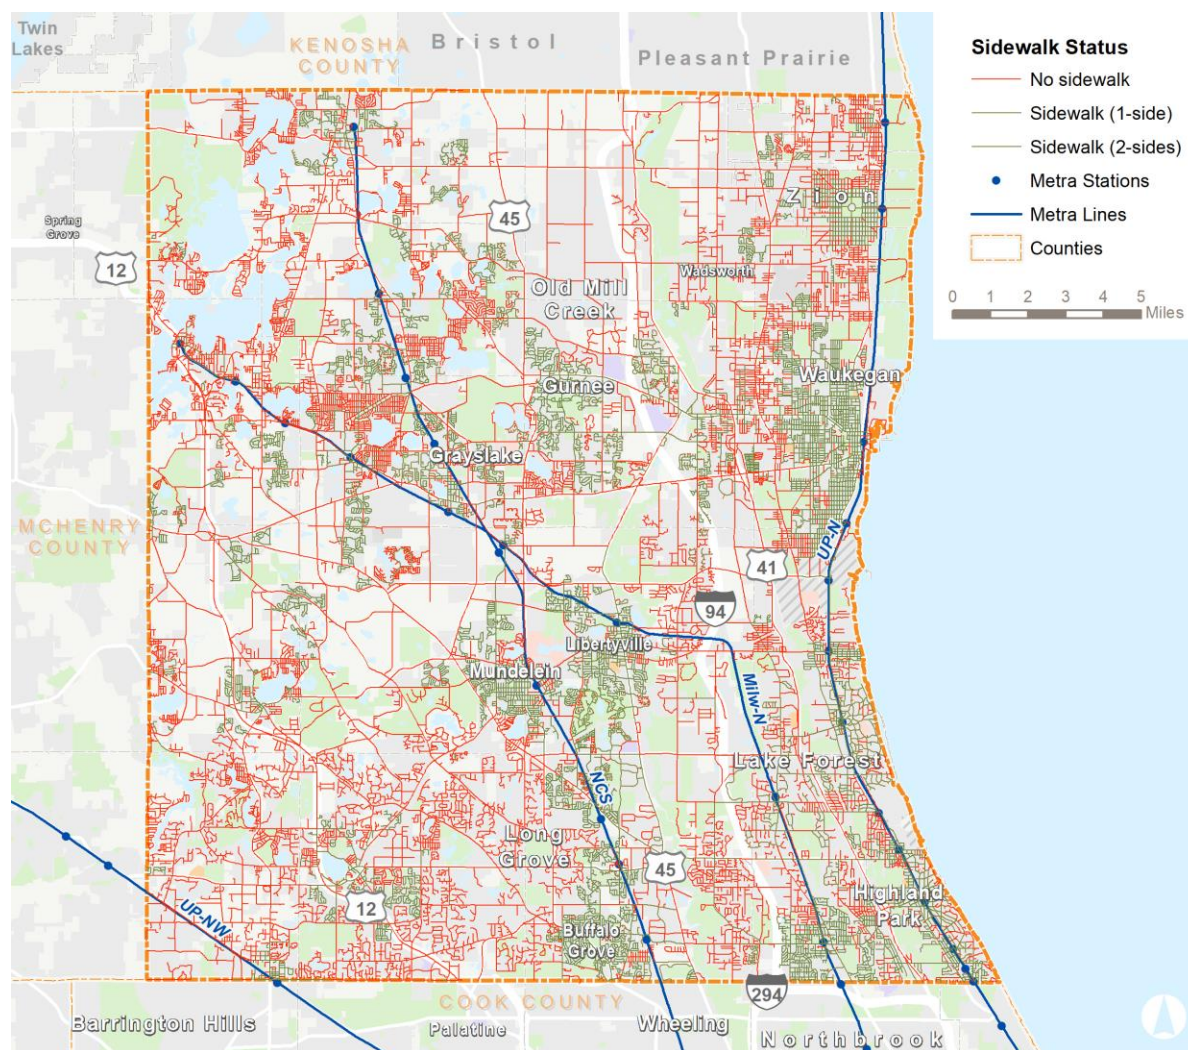 Twin
Lakes
KENOSHA
COUNTY
Bristol
Pleasant Prairie
Sidewalk Status
No sidewalk
Sidewalk (1-side)
Sidewalk (2-sides)
Metra Stations
Metra Lines
Counties
0 1 2 3 4 5
Miles
Zion
45
Spring
Grove
12
Wadsworth
Old Mill
Creek
Gurnee
Waukegan
Grayslake
MCHENRY
COUNTY
UP-N
41
94
Libertyville
Mundelein
Milw-N
Lake Forest
NCS
Long
Grove
45
Highland
Park
12
UP-NW
Buffalo
Grove
294
COOK COUNTY
Barrington Hills
Palatine
Wheeling
Northbrook